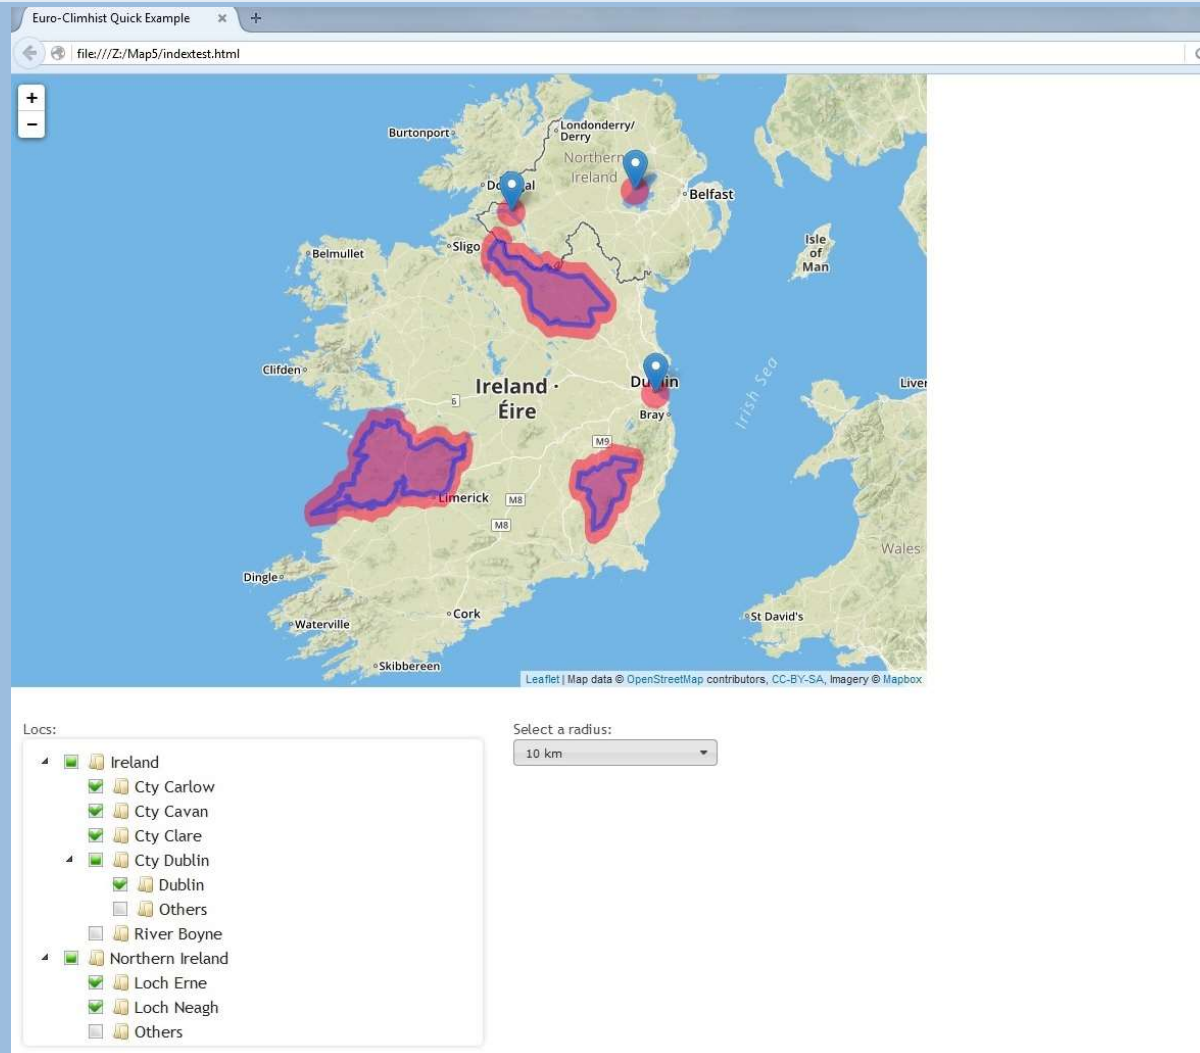 Euro-Climhist Quick Example × +
file:///Z:/Map5/indextest.html
+
−
Burtonport
Londonderry/
Derry
Northern
Ireland
Belfast
Sligo
Belmullet
Isle
of
Man
Clifden
Ireland
Éire
6
Dublin
Bray
Irish Sea
M9
Limerick
M8
M8
Wales
Dingle
Waterville
Cork
St David's
Skibbereen
Leaflet | Map data © OpenStreetMap contributors, CC-BY-SA, Imagery © Mapbox
Locs:
Select a radius:
10 km
Ireland
Cty Carlow
Cty Cavan
Cty Clare
Cty Dublin
Dublin
Others
River Boyne
Northern Ireland
Loch Erne
Loch Neagh
Others